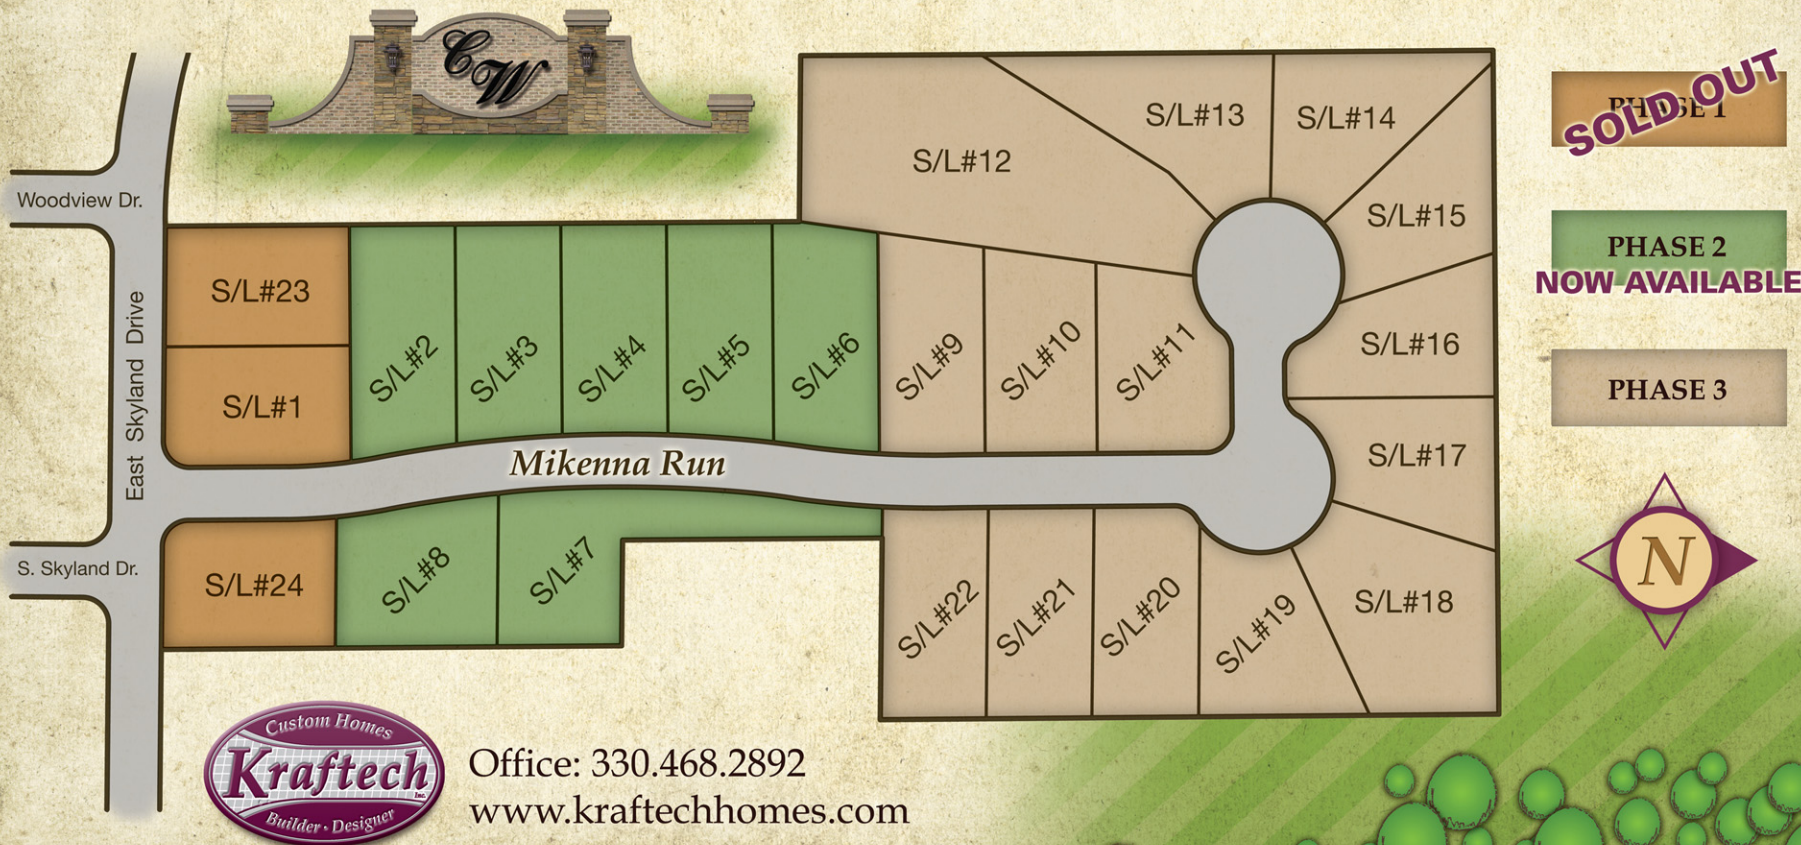 CW
SOLD OUT
PHASE 1
PHASE 2
NOW AVAILABLE
PHASE 3
N
Woodview Dr.
East Skyland Drive
S. Skyland Dr.
Mikenna Run
S/L#12
S/L#13
S/L#14
S/L#15
S/L#16
S/L#17
S/L#18
S/L#23
S/L#1
S/L#2
S/L#3
S/L#4
S/L#5
S/L#6
S/L#9
S/L#10
S/L#11
S/L#24
S/L#8
S/L#7
S/L#22
S/L#21
S/L#20
S/L#19
Custom Homes
Kraftech Inc.
Builder · Designer
Office: 330.468.2892
www.kraftechhomes.com